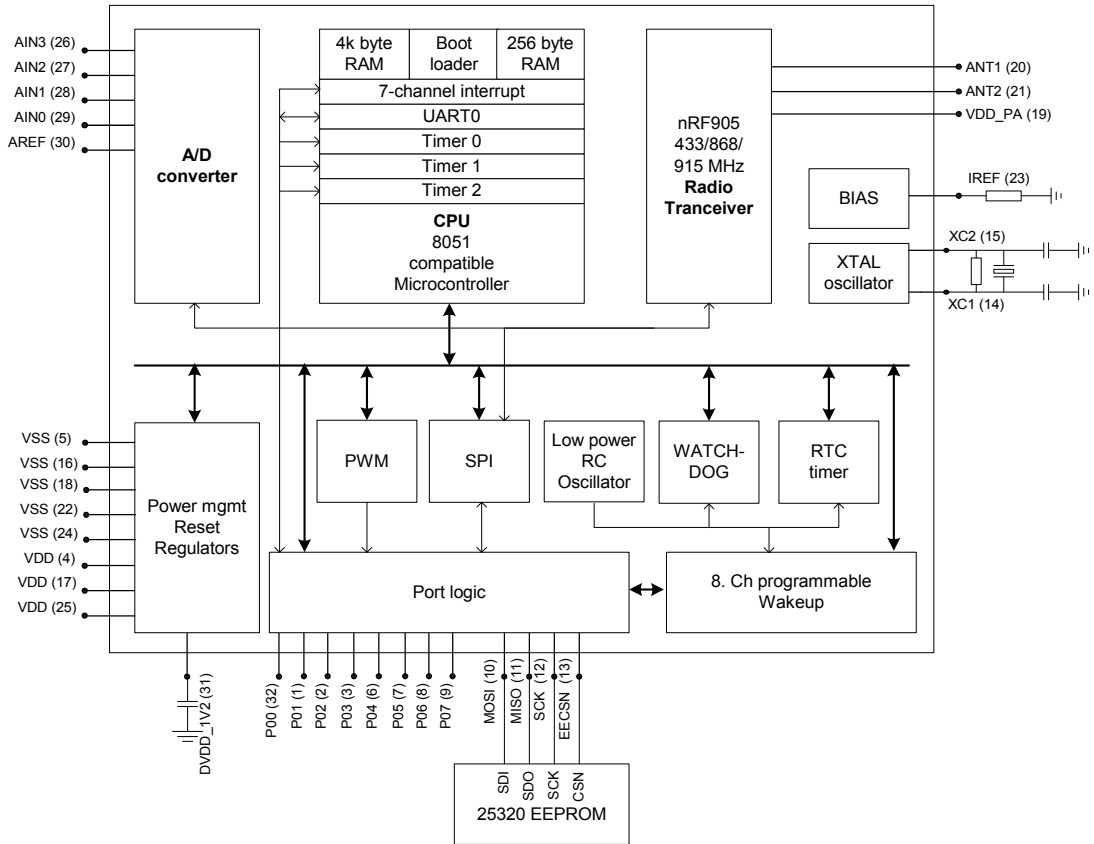 AIN3 (26)
AIN2 (27)
AIN1 (28)
AIN0 (29)
AREF (30)
A/D
converter
4k byte
RAM
Boot
loader
256 byte
RAM
7-channel interrupt
UART0
Timer 0
Timer 1
Timer 2
CPU
8051
compatible
Microcontroller
nRF905
433/868/
915 MHz
Radio
Tranceiver
ANT1 (20)
ANT2 (21)
VDD_PA (19)
BIAS
IREF (23)
XTAL
oscillator
XC2 (15)
XC1 (14)
VSS (5)
VSS (16)
VSS (18)
VSS (22)
VSS (24)
VDD (4)
VDD (17)
VDD (25)
Power mgmt
Reset
Regulators
PWM
SPI
Low power
RC
Oscillator
WATCH-
DOG
RTC
timer
Port logic
8. Ch programmable
Wakeup
DVDD_1V2 (31)
P00 (32)
P01 (1)
P02 (2)
P03 (3)
P04 (6)
P05 (7)
P06 (8)
P07 (9)
MOSI (10)
MISO (11)
SCK (12)
EECSN (13)
SDI
SDO
SCK
CSN
25320 EEPROM